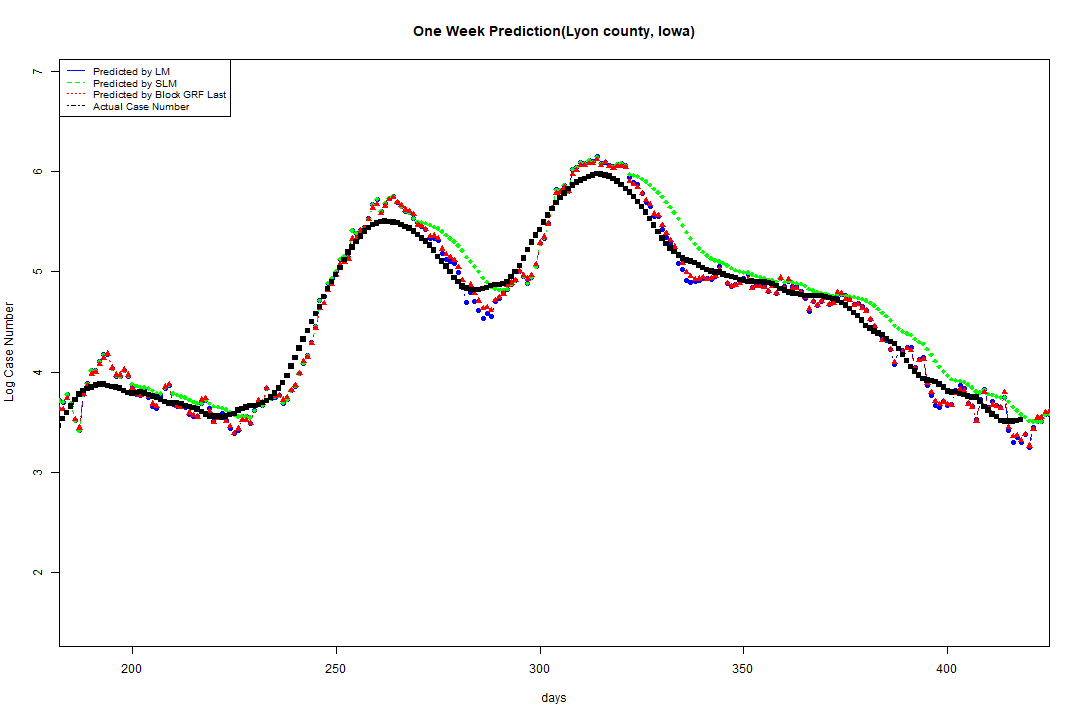 One Week Prediction(Lyon county, Iowa)
Predicted by LM
Predicted by SLM
Predicted by Block GRF Last
Actual Case Number
7
6
5
4
3
2
Log Case Number
200 250 300 350 400
days